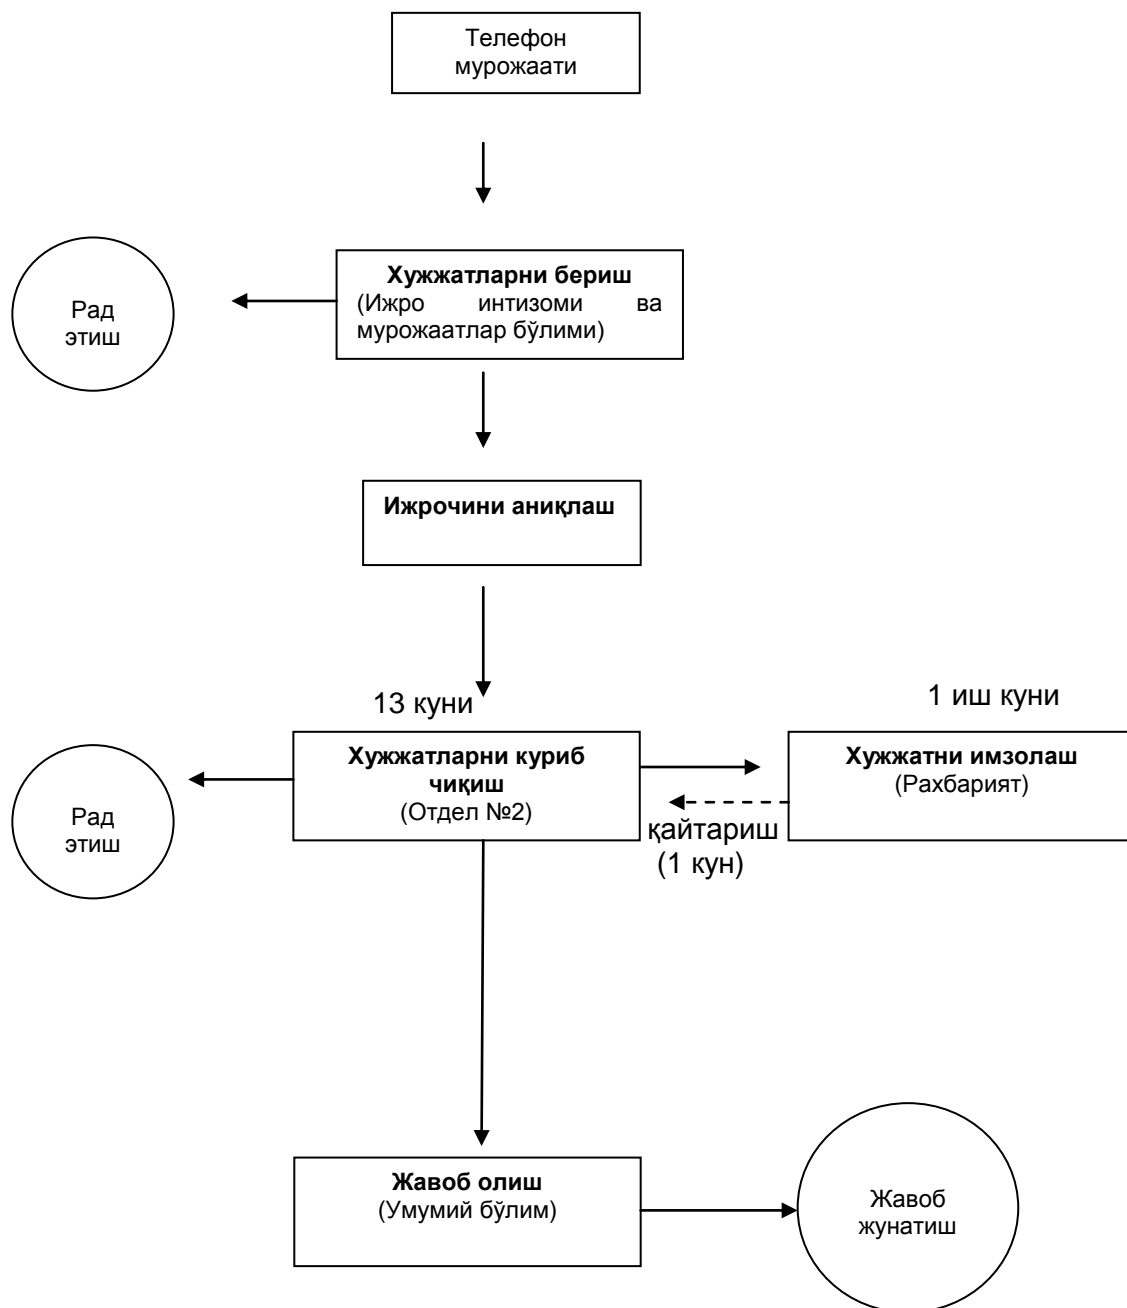 Телефон
мурожаати
Хужжатларни бериш
(Ижро интизоми ва
мурожаатлар бўлими)
Рад
этиш
Ижрочини аниқлаш
13 куни
1 иш куни
Хужжатларни куриб
чиқиш
(Отдел №2)
Хужжатни имзолаш
(Рахбарият)
Рад
этиш
қайтариш
(1 кун)
Жавоб олиш
(Умумий бўлим)
Жавоб
жунатиш